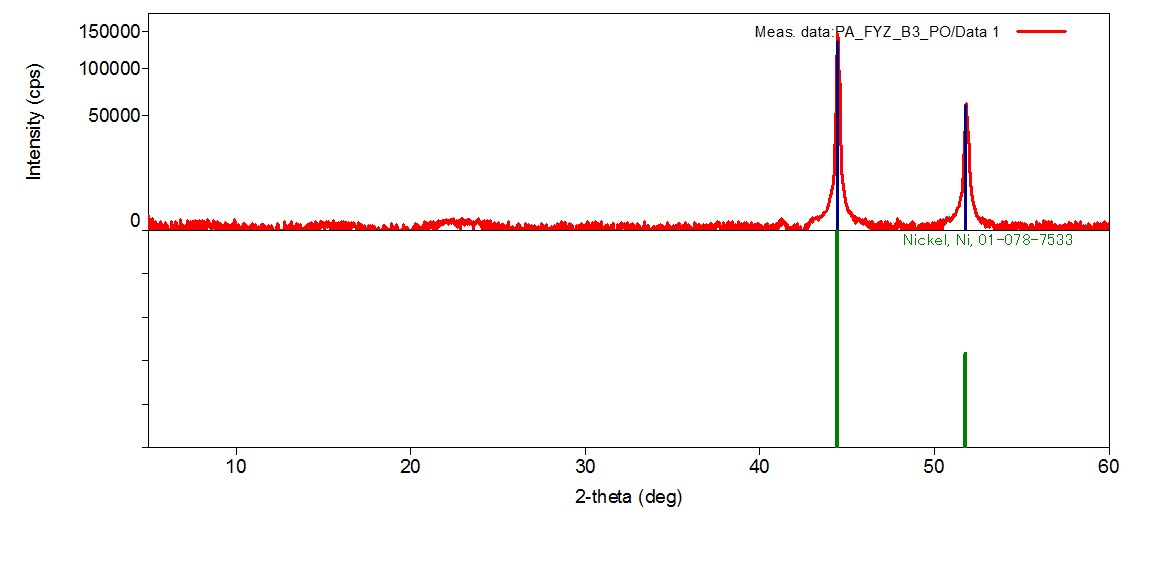 Intensity (cps)
150000
100000
50000
0
Meas. data:PA_FYZ_B3_PO/Data 1
Nickel, Ni, 01-078-7533
10 20 30 40 50 60
2-theta (deg)